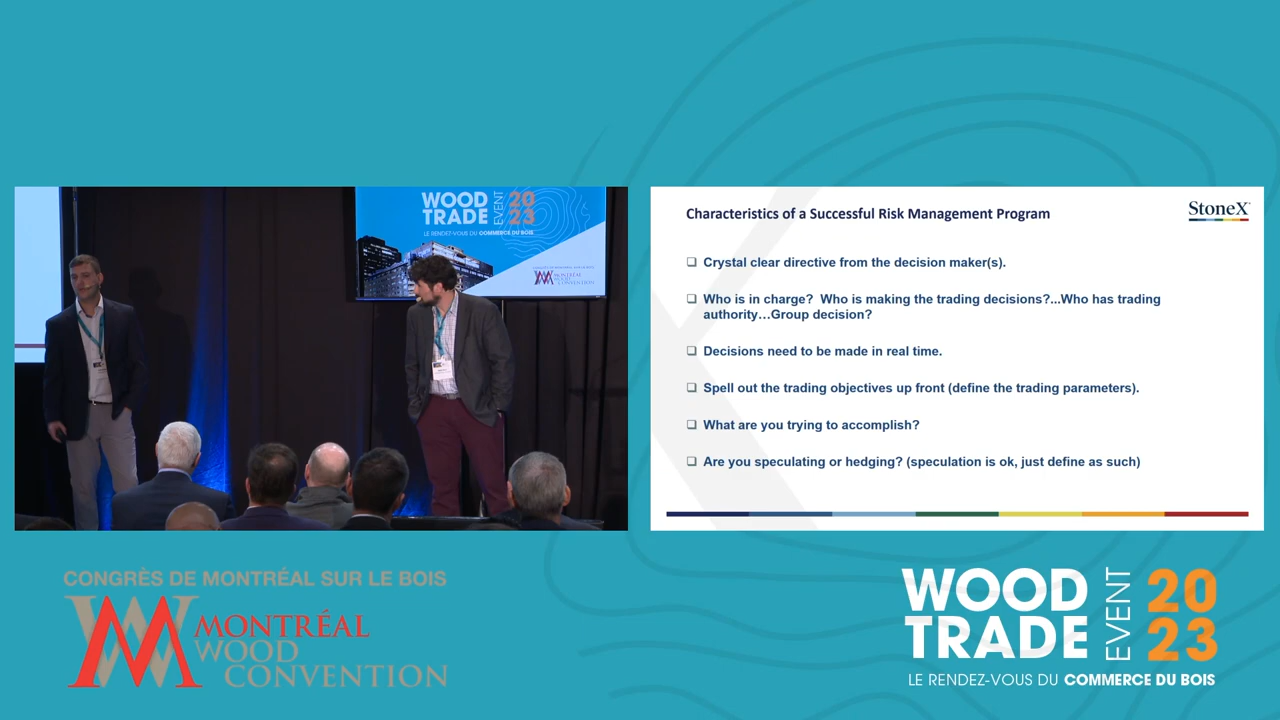 WOOD
TRADE
EVENT
20
23
LE RENDEZ-VOUS DU COMMERCE DU BOIS
MONTRÉAL
WOOD
CONVENTION
Characteristics of a Successful Risk Management Program
StoneX
❑ Crystal clear directive from the decision maker(s).
❑ Who is in charge?  Who is making the trading decisions?...Who has trading
authority…Group decision?
❑ Decisions need to be made in real time.
❑ Spell out the trading objectives up front (define the trading parameters).
❑ What are you trying to accomplish?
❑ Are you speculating or hedging? (speculation is ok, just define as such)
CONGRÈS DE MONTRÉAL SUR LE BOIS
MONTRÉAL
WOOD
CONVENTION
WOOD
TRADE
EVENT
20
23
LE RENDEZ-VOUS DU COMMERCE DU BOIS